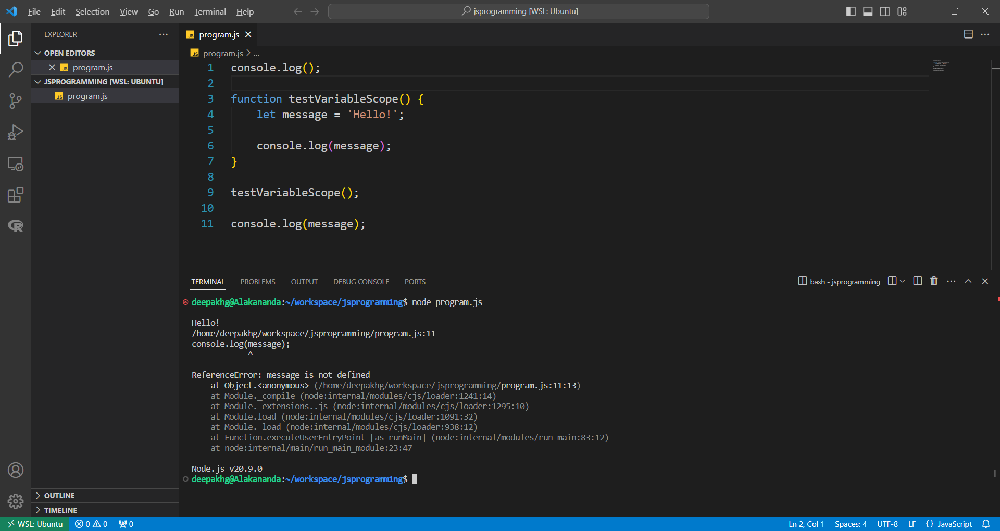 File Edit Selection View Go Run Terminal Help
jsprogramming [WSL: Ubuntu]
EXPLORER
OPEN EDITORS
JS program.js
JSPROGRAMMING [WSL: UBUNTU]
JS program.js
OUTLINE
TIMELINE
JS program.js
JS program.js > ...
1 console.log();
2
3 function testVariableScope() {
4     let message = 'Hello!';
5
6     console.log(message);
7 }
8
9 testVariableScope();
10
11 console.log(message);
TERMINAL PROBLEMS OUTPUT DEBUG CONSOLE PORTS
bash - jsprogramming
deepakhg@Alakananda:~/workspace/jsprogramming$ node program.js
Hello!
/home/deepakhg/workspace/jsprogramming/program.js:11
console.log(message);
            ^
ReferenceError: message is not defined
    at Object.<anonymous> (/home/deepakhg/workspace/jsprogramming/program.js:11:13)
    at Module._compile (node:internal/modules/cjs/loader:1241:14)
    at Module._extensions..js (node:internal/modules/cjs/loader:1295:10)
    at Module.load (node:internal/modules/cjs/loader:1091:32)
    at Module._load (node:internal/modules/cjs/loader:938:12)
    at Function.executeUserEntryPoint [as runMain] (node:internal/modules/run_main:83:12)
    at node:internal/main/run_main_module:23:47
Node.js v20.9.0
deepakhg@Alakananda:~/workspace/jsprogramming$
WSL: Ubuntu 0 0 0 Ln 2, Col 1 Spaces: 4 UTF-8 LF {} JavaScript